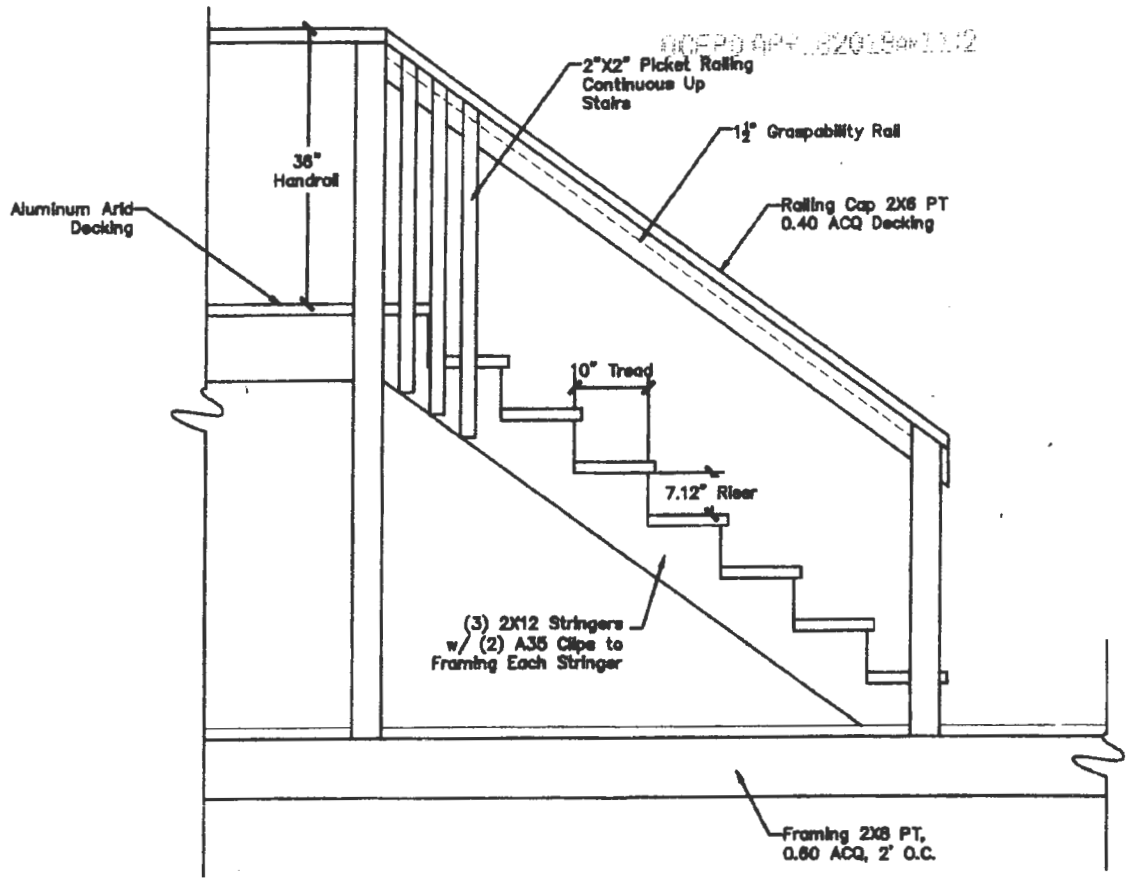 2"X2" Picket Railing
Continuous Up
Stairs
1½" Graspability Rail
36"
Handrail
Railing Cap 2X6 PT
0.40 ACQ Decking
Aluminum Arid
Decking
10" Tread
7.12" Riser
(3) 2X12 Stringers
w/ (2) A35 Clips to
Framing Each Stringer
Framing PT,
0.60 ACQ, 2' O.C.